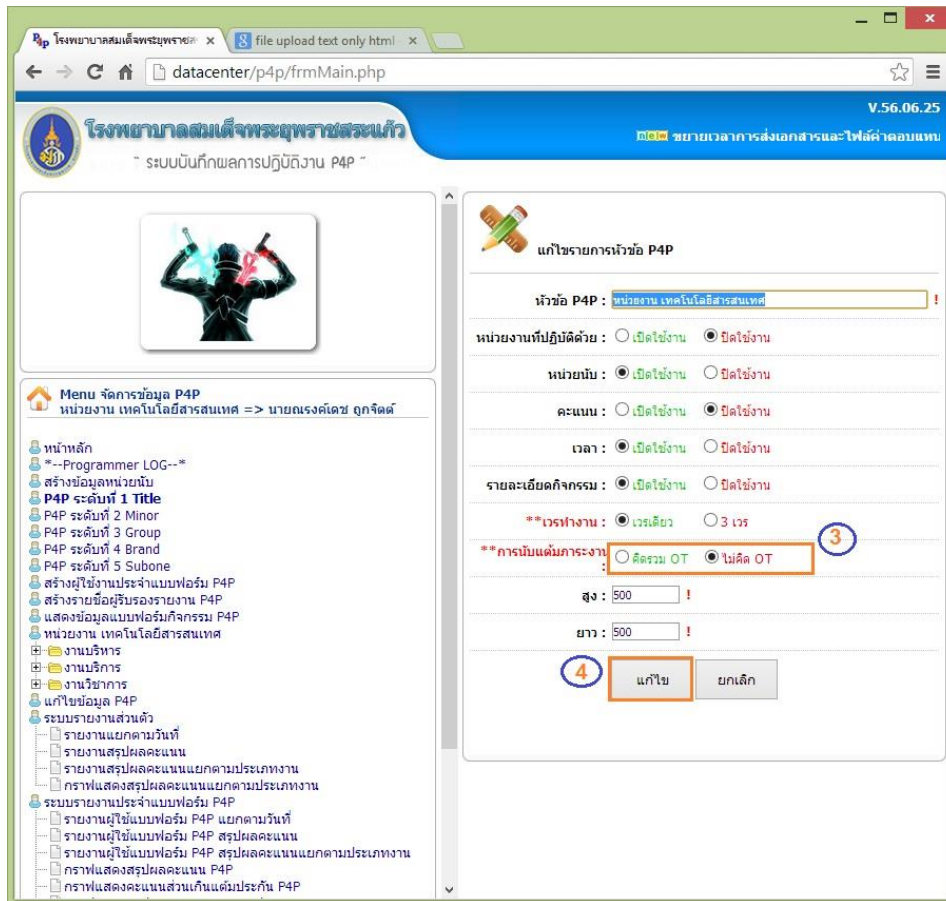 โรงพยาบาลสมเด็จพระยุพราชสระ
file upload text only html
datacenter/p4p/frmMain.php
V.56.06.25
โรงพยาบาลสมเด็จพระยุพราชสระแก้ว
new ขยายเวลาการส่งเอกสารและไฟล์ค่าตอบแทน
~ ระบบบันทึกผลการปฏิบัติงาน P4P ~
แก้ไขรายการหัวข้อ P4P
หัวข้อ P4P : หน่วยงาน เทคโนโลยีสารสนเทศ !
หน่วยงานที่ปฏิบัติด้วย : เปิดใช้งาน ปิดใช้งาน
หน่วยนับ : เปิดใช้งาน ปิดใช้งาน
คะแนน : เปิดใช้งาน ปิดใช้งาน
เวลา : เปิดใช้งาน ปิดใช้งาน
รายละเอียดกิจกรรม : เปิดใช้งาน ปิดใช้งาน
**เวรทำงาน : เวรเดียว 3 เวร
3
**การนับแต้มภาระงาน : คิดรวม OT ไม่คิด OT
สูง : 500 !
ยาว : 500 !
4
แก้ไข ยกเลิก
Menu จัดการข้อมูล P4P
หน่วยงาน เทคโนโลยีสารสนเทศ => นายณรงค์เดช ถูกจิตต์
หน้าหลัก
*--Programmer LOG--*
สร้างข้อมูลหน่วยนับ
P4P ระดับที่ 1 Title
P4P ระดับที่ 2 Minor
P4P ระดับที่ 3 Group
P4P ระดับที่ 4 Brand
P4P ระดับที่ 5 Subone
สร้างผู้ใช้งานประจำแบบฟอร์ม P4P
สร้างรายชื่อผู้รับรองรายงาน P4P
แสดงข้อมูลแบบฟอร์มกิจกรรม P4P
หน่วยงาน เทคโนโลยีสารสนเทศ
งานบริหาร
งานบริการ
งานวิชาการ
แก้ไขข้อมูล P4P
ระบบรายงานส่วนตัว
รายงานแยกตามวันที่
รายงานสรุปผลคะแนน
รายงานสรุปผลคะแนนแยกตามประเภทงาน
กราฟแสดงสรุปผลคะแนนแยกตามประเภทงาน
ระบบรายงานประจำแบบฟอร์ม P4P
รายงานผู้ใช้แบบฟอร์ม P4P แยกตามวันที่
รายงานผู้ใช้แบบฟอร์ม P4P สรุปผลคะแนน
รายงานผู้ใช้แบบฟอร์ม P4P สรุปผลคะแนนแยกตามประเภทงาน
กราฟแสดงสรุปผลคะแนน P4P
กราฟแสดงคะแนนส่วนเกินแต้มประกัน P4P